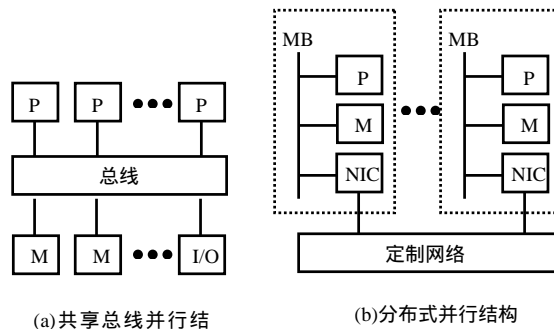 MB MB
P P
P P P
M M
总线
NIC NIC
M M I/O
定制网络
(a)共享总线并行结
(b)分布式并行结构